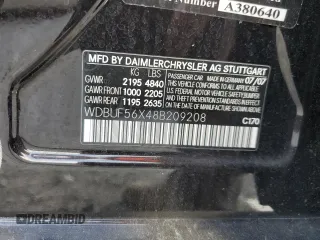 Number A380640
MFD BY DAIMLERCHRYSLER AG STUTTGART
KG LBS
GVWR 2195 4840
GAWR FRONT 1000 2205
GAWR REAR 1195 2635
PASSENGER CAR
MADE IN GERMANY 07/07
THIS VEHICLE CONFORMS TO ALL APPLICABLE
U.S. FEDERAL MOTOR VEHICLE
SAFETY, BUMPER AND THEFT PREVENTION
STANDARDS IN EFFECT ON THE DATE
OF MANUFACTURE SHOWN ABOVE
WDBUF56X48B209208
C170
DREAMBID